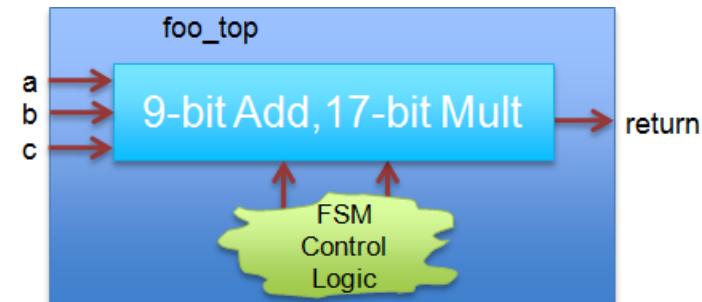 foo_top
a
b
c
9-bit Add,17-bit Mult
return
FSM
Control
Logic